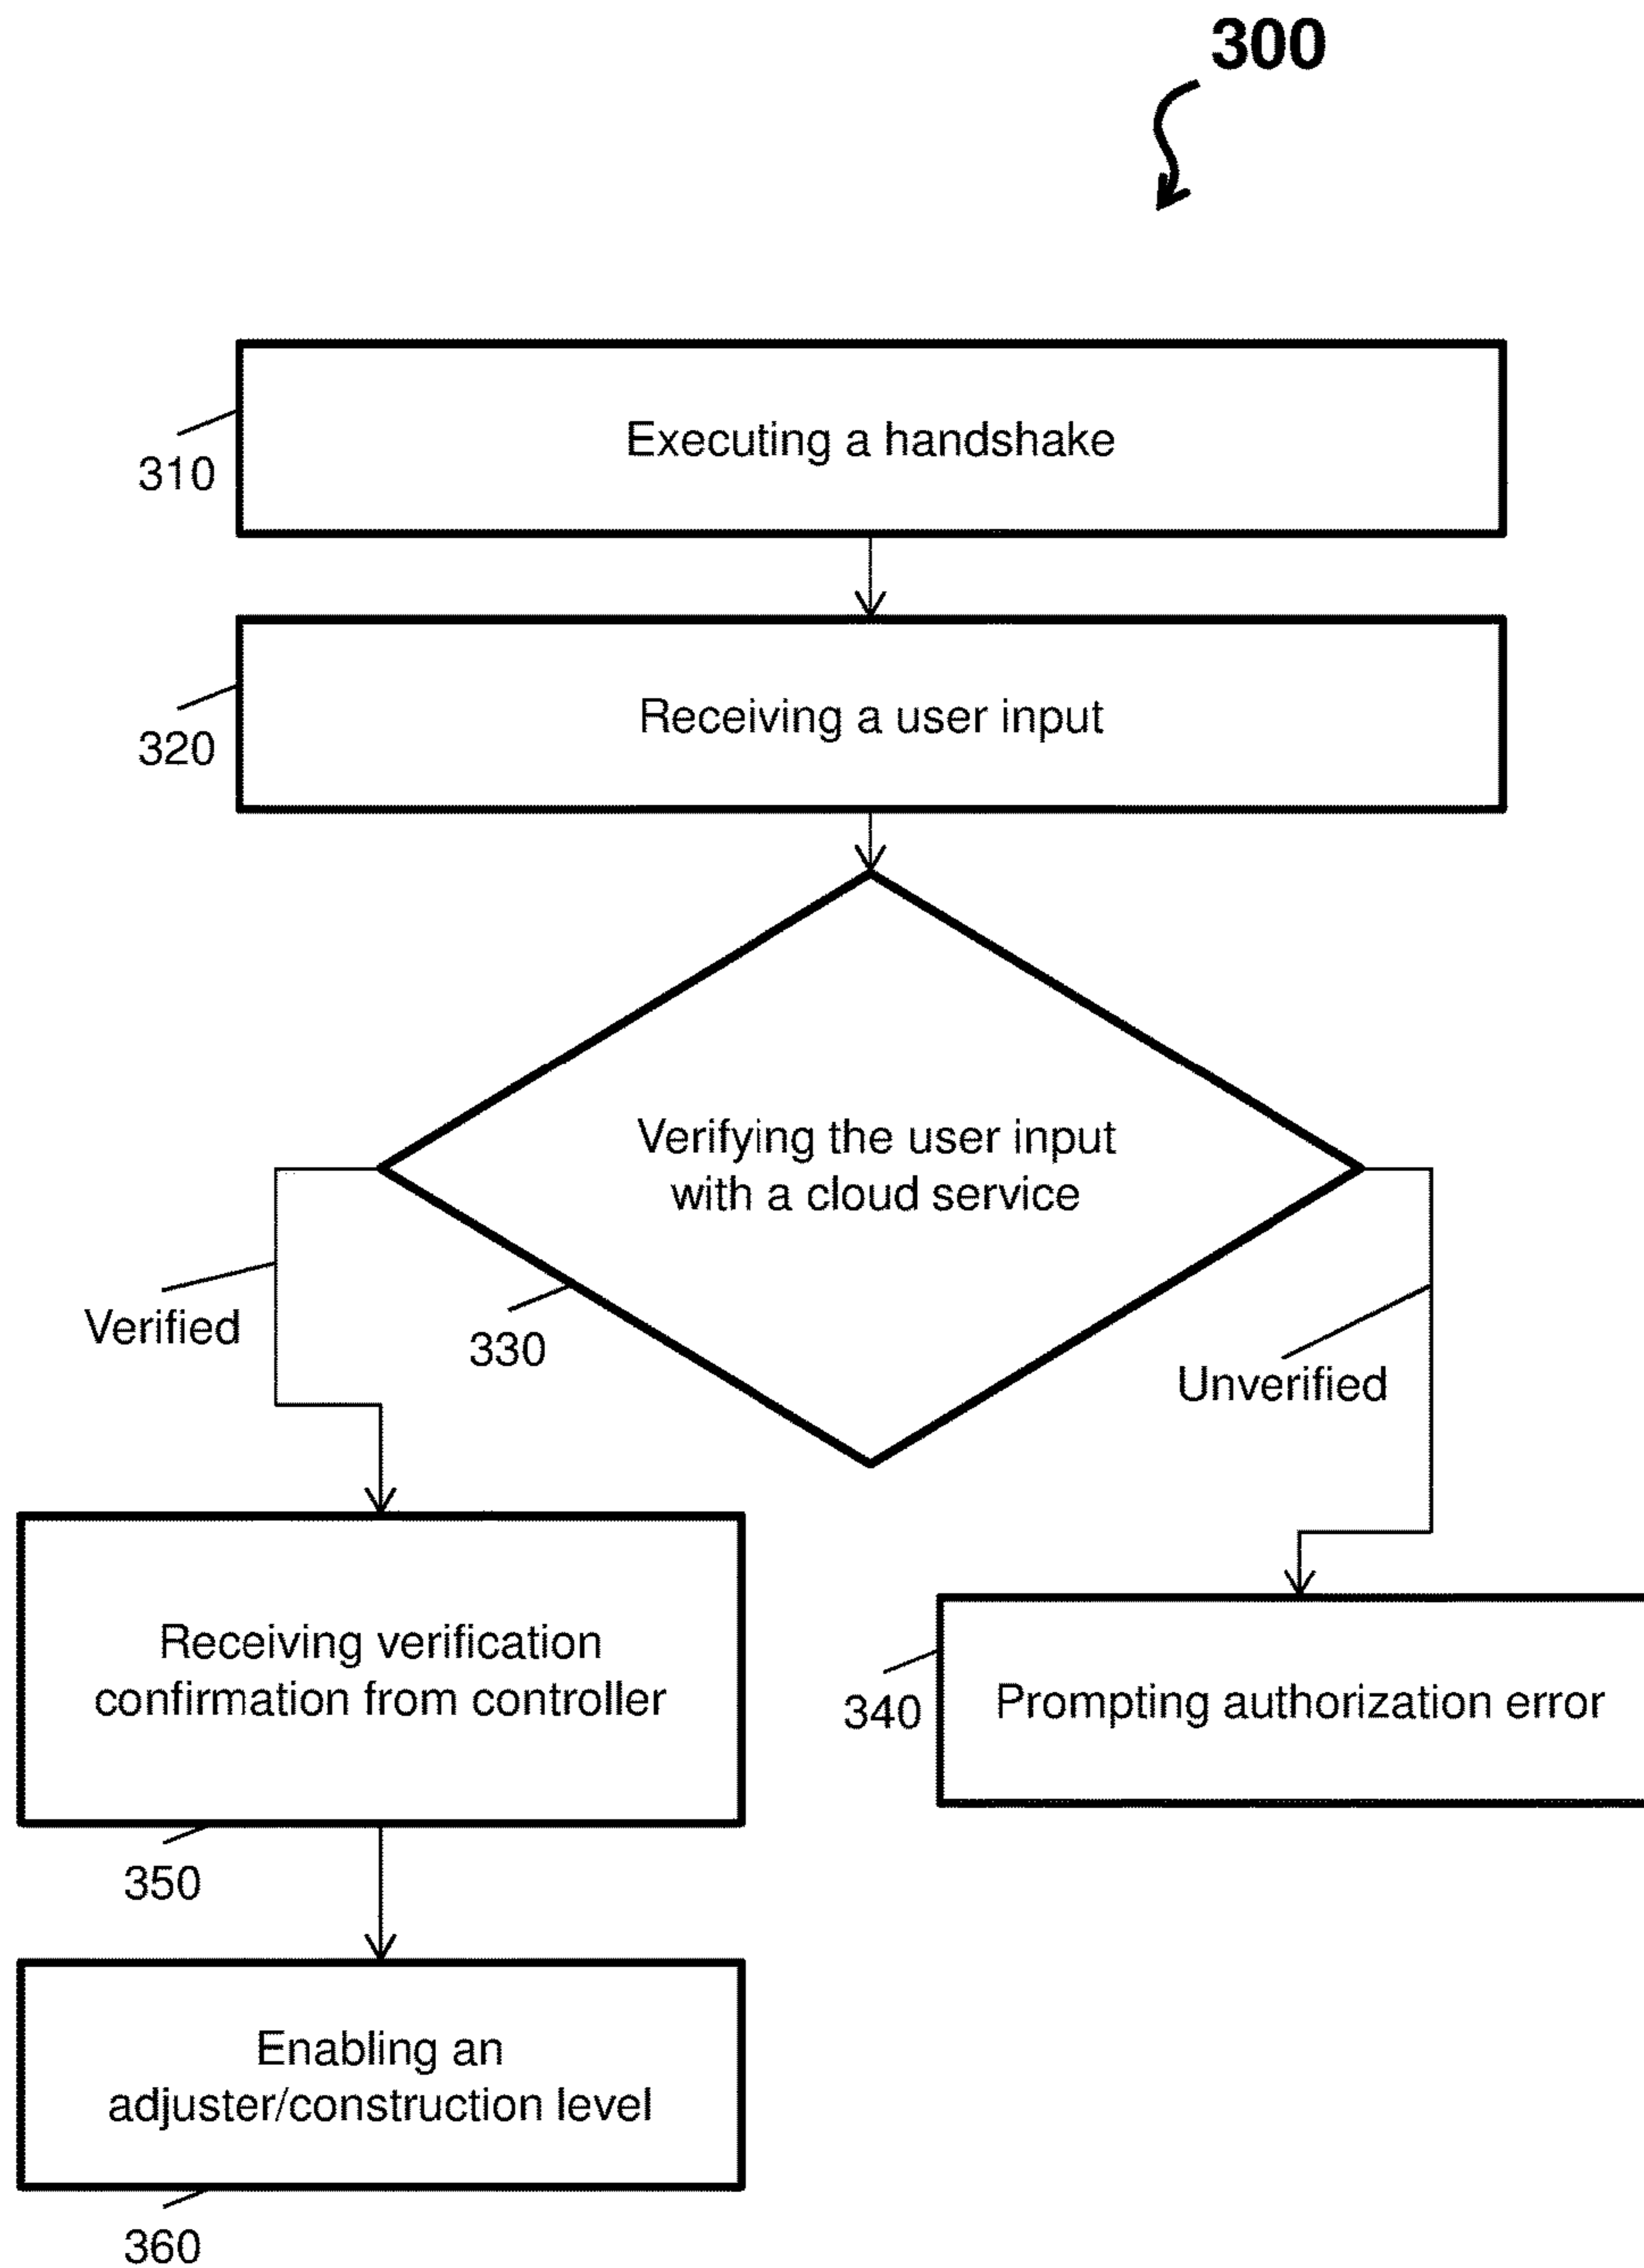 300
Executing a handshake
310
Receiving a user input
320
Verifying the user input
with a cloud service
Verified
330
Unverified
Receiving verification
confirmation from controller
340
Prompting authorization error
350
Enabling an
adjuster/construction level
360